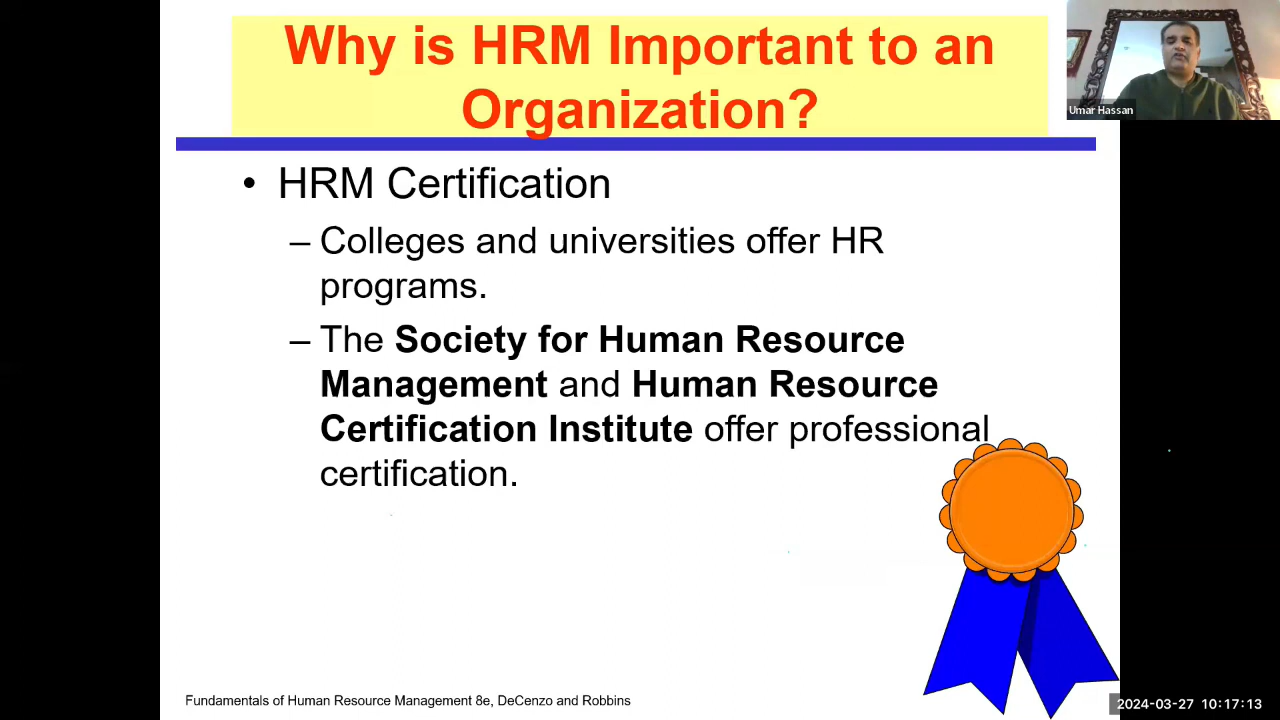 Why is HRM Important to an
Organization?
Umar Hassan
• HRM Certification
– Colleges and universities offer HR
programs.
– The Society for Human Resource
Management and Human Resource
Certification Institute offer professional
certification.
Fundamentals of Human Resource Management 8e, DeCenzo and Robbins
2024-03-27 10:17:13